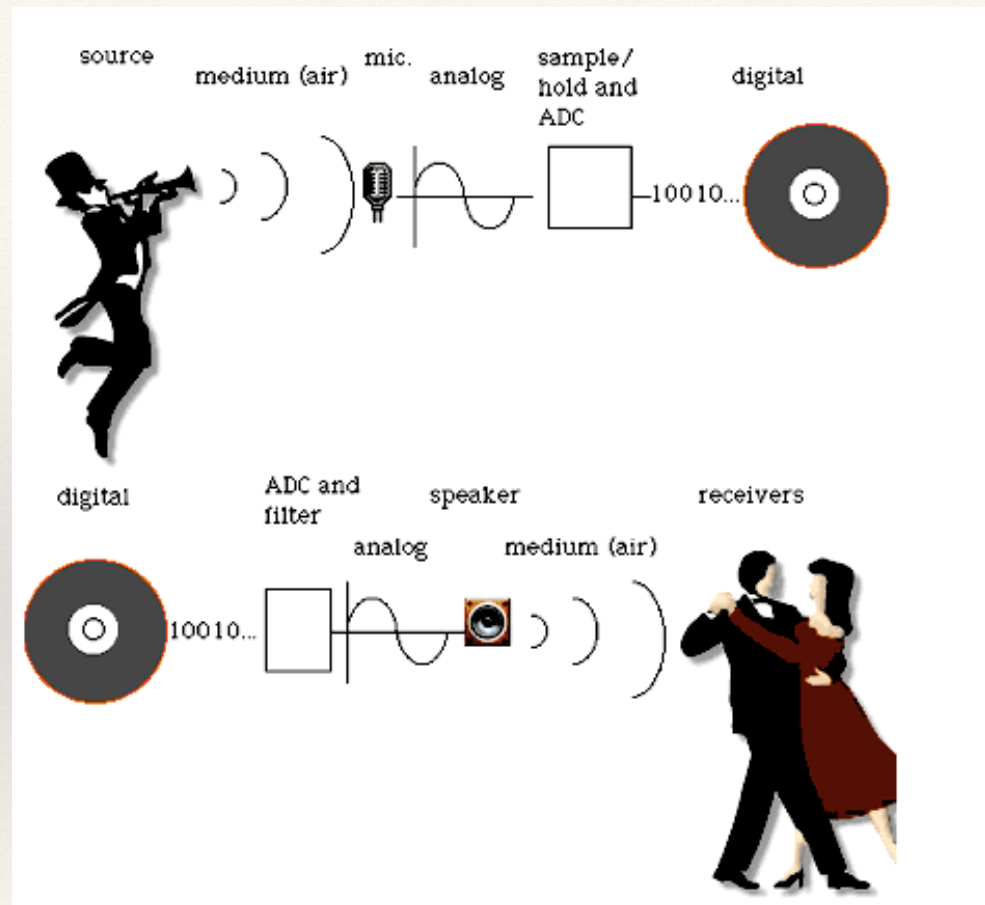 source
medium (air)
mic.
analog
sample/
hold and
ADC
digital
10010...
digital
ADC and
filter
analog
speaker
medium (air)
receivers
10010...